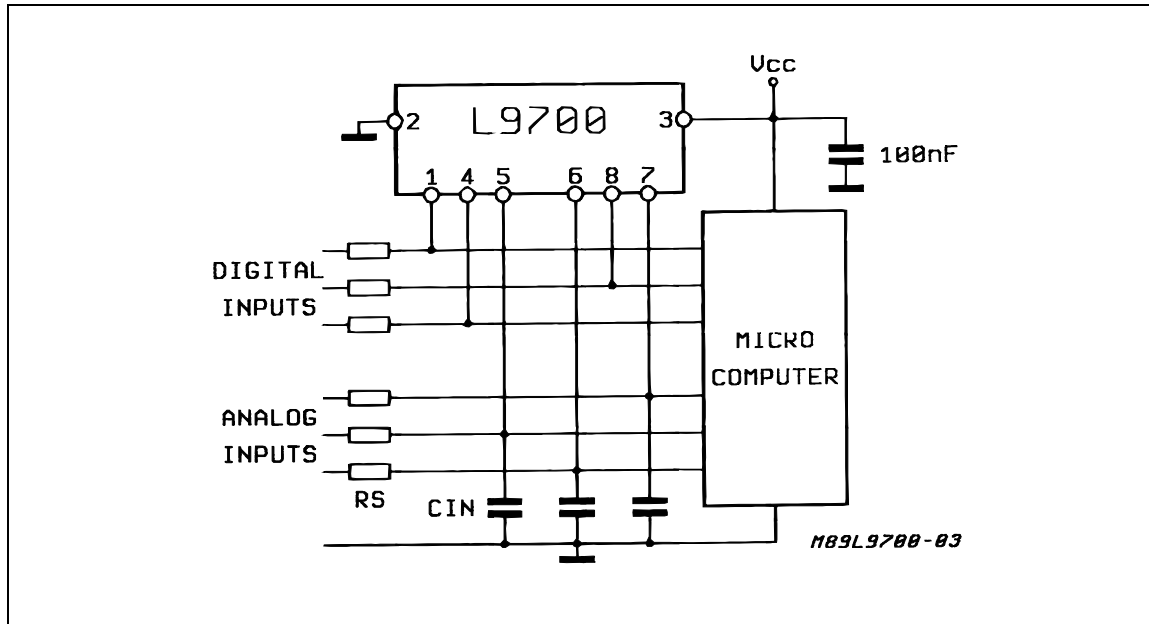 Vcc
L9700
2
3
100nF
1 4 5 6 8 7
DIGITAL
INPUTS
MICRO
COMPUTER
ANALOG
INPUTS
RS
CIN
M89L9700-03